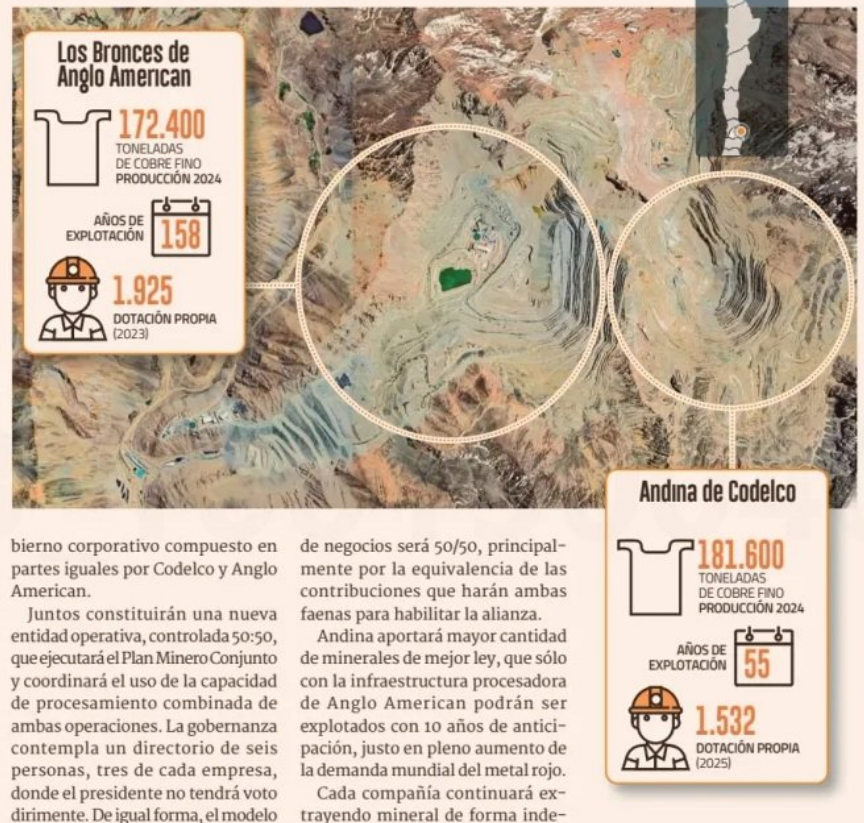 Los Bronces de
Anglo American
172.400
TONELADAS
DE COBRE FINO
PRODUCCIÓN 2024
AÑOS DE
EXPLOTACIÓN
158
1.925
DOTACIÓN PROPIA
(2023)
Andina de Codelco
181.600
TONELADAS
DE COBRE FINO
PRODUCCIÓN 2024
AÑOS DE
EXPLOTACIÓN
55
1.532
DOTACIÓN PROPIA
(2025)
bierno corporativo compuesto en
partes iguales por Codelco y Anglo
American.
Juntos constituirán una nueva
entidad operativa, controlada 50:50,
que ejecutará el Plan Minero Conjunto
y coordinará el uso de la capacidad
de procesamiento combinada de
ambas operaciones. La gobernanza
contempla un directorio de seis
personas, tres de cada empresa,
donde el presidente no tendrá voto
dirimente. De igual forma, el modelo
de negocios será 50/50, principal-
mente por la equivalencia de las
contribuciones que harán ambas
faenas para habilitar la alianza.
Andina aportará mayor cantidad
de minerales de mejor ley, que sólo
con la infraestructura procesadora
de Anglo American podrán ser
explotados con 10 años de antici-
pación, justo en pleno aumento de
la demanda mundial del metal rojo.
Cada compañía continuará ex-
trayendo mineral de forma inde-